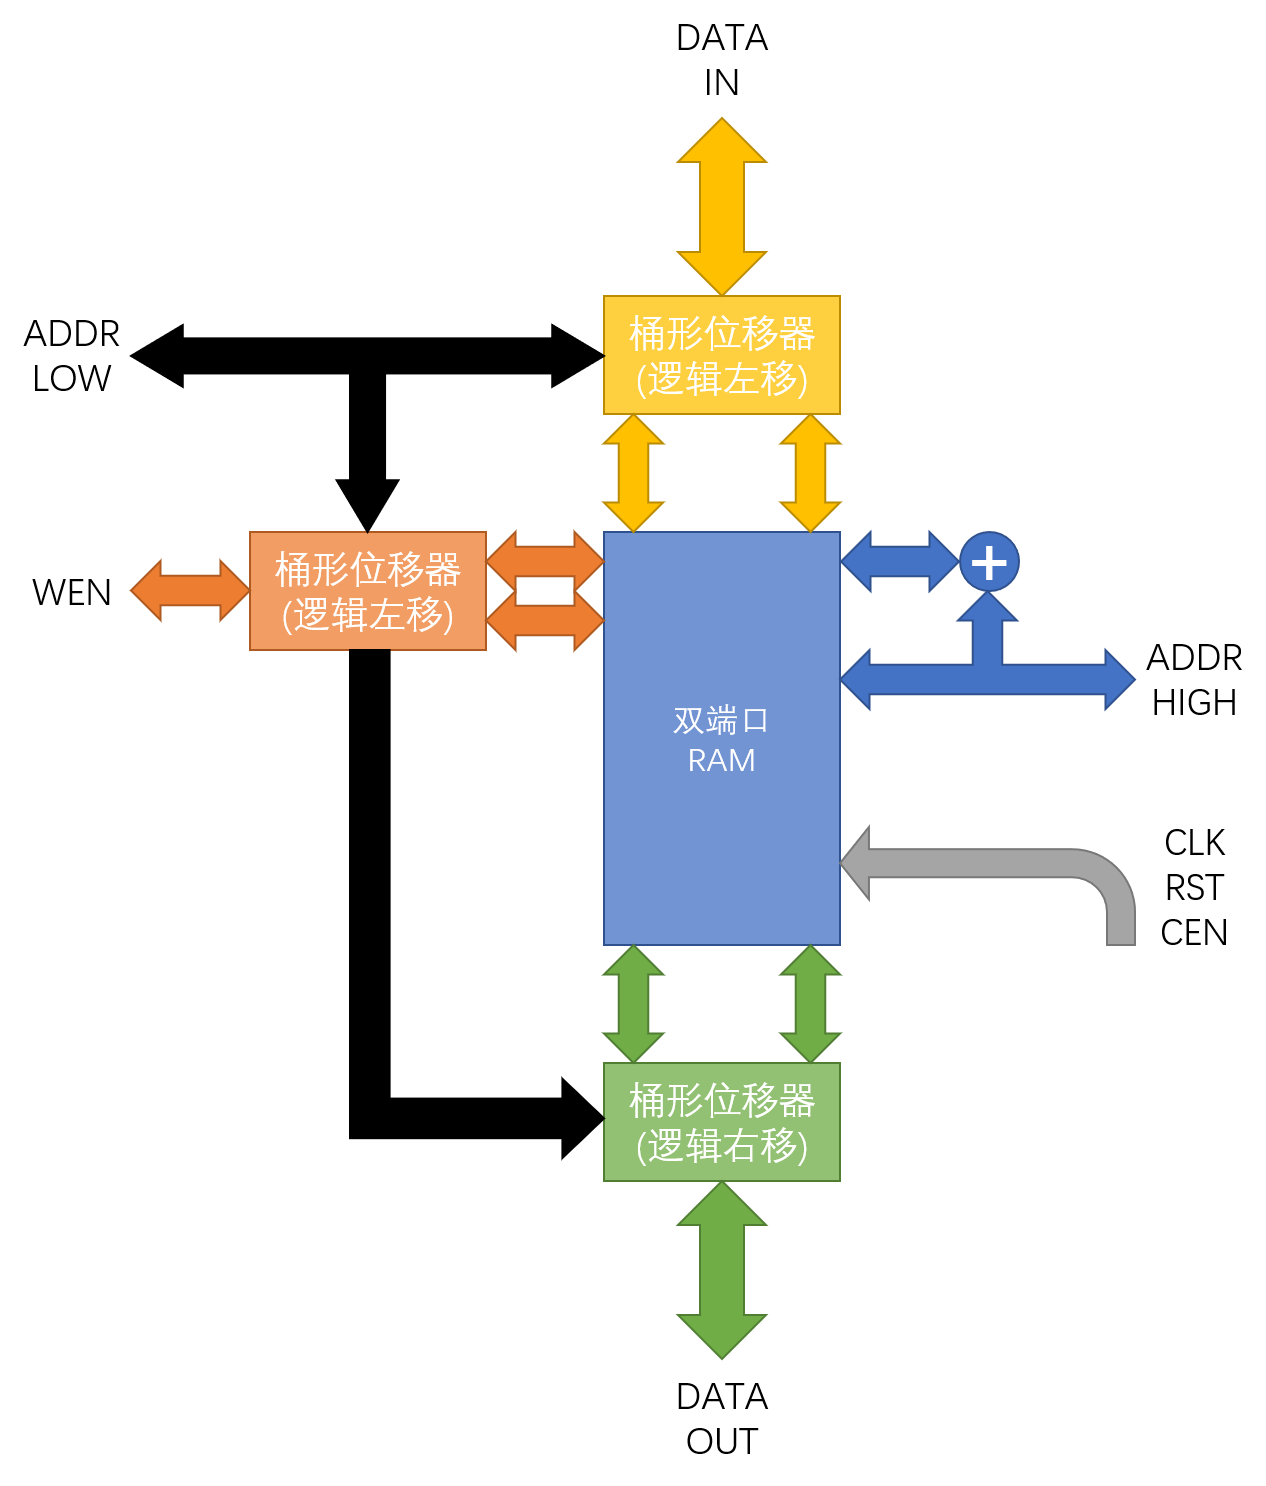 DATA
IN
ADDR
LOW
桶形位移器
(逻辑左移)
WEN
桶形位移器
(逻辑左移)
+
双端口
RAM
ADDR
HIGH
CLK
RST
CEN
桶形位移器
(逻辑右移)
DATA
OUT